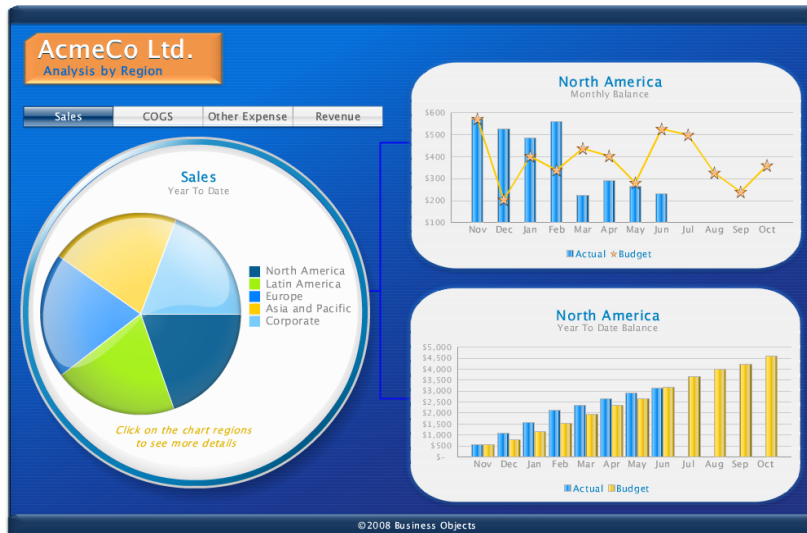 AcmeCo Ltd.
Analysis by Region
Sales
COGS
Other Expense
Revenue
Sales
Year To Date
North America
Latin America
Europe
Asia and Pacific
Corporate
Click on the chart regions
to see more details
North America
Monthly Balance
$600
$500
$400
$300
$200
$100
Nov Dec Jan Feb Mar Apr May Jun Jul Aug Sep Oct
Actual Budget
North America
Year To Date Balance
$5,000
$4,500
$4,000
$3,500
$3,000
$2,500
$2,000
$1,500
$1,000
$500
$-
Nov Dec Jan Feb Mar Apr May Jun Jul Aug Sep Oct
Actual Budget
©2008 Business Objects